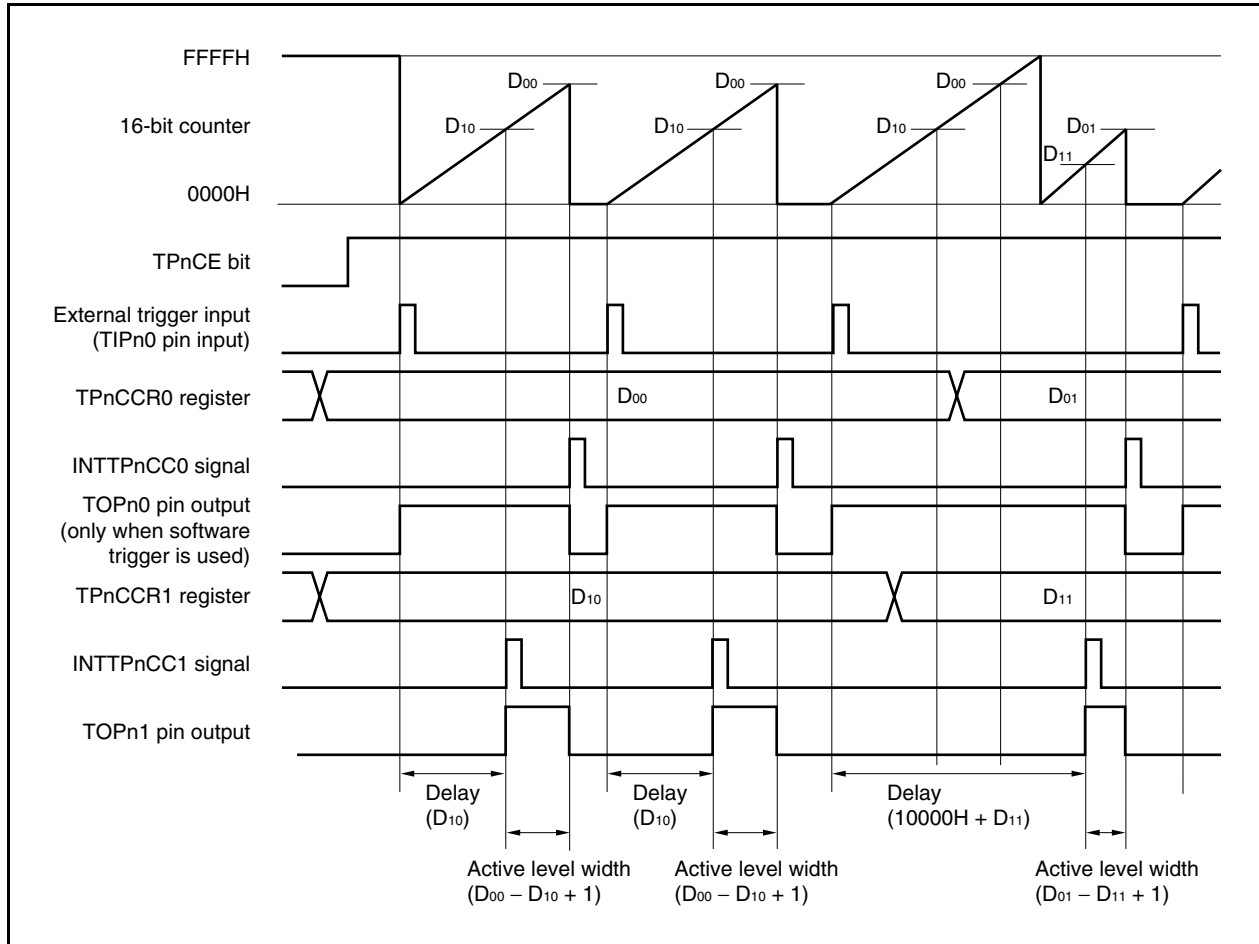 FFFFH
16-bit counter
0000H
D10
D00
D10
D00
D10
D00
D11
D01
TPnCE bit
External trigger input
(TIPn0 pin input)
TPnCCR0 register
D00
D01
INTTPnCC0 signal
TOPn0 pin output
(only when software
trigger is used)
TPnCCR1 register
D10
D11
INTTPnCC1 signal
TOPn1 pin output
Delay
(D10)
Delay
(D10)
Delay
(10000H + D11)
Active level width
(D00 − D10 + 1)
Active level width
(D00 − D10 + 1)
Active level width
(D01 − D11 + 1)